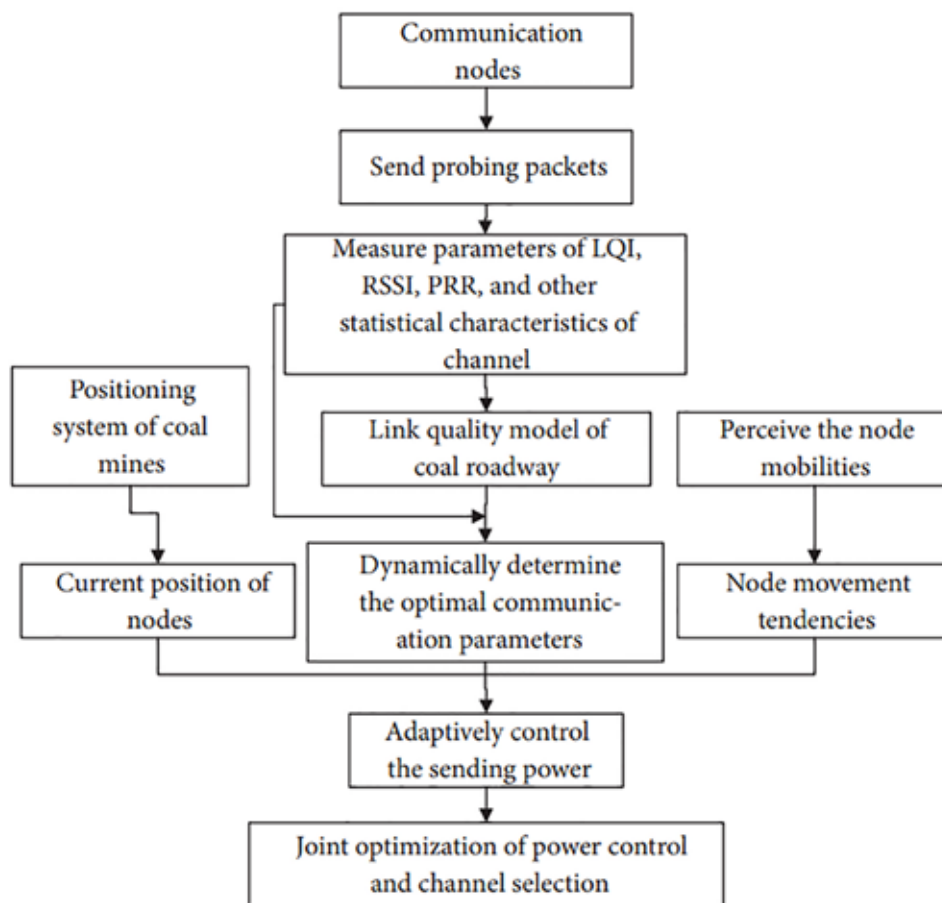 Communication
nodes
Send probing packets
Measure parameters of LQI,
RSSI, PRR, and other
statistical characteristics of
channel
Positioning
system of coal
mines
Link quality model of
coal roadway
Perceive the node
mobilities
Current position of
nodes
Dynamically determine
the optimal communic-
ation parameters
Node movement
tendencies
Adaptively control
the sending power
Joint optimization of power control
and channel selection